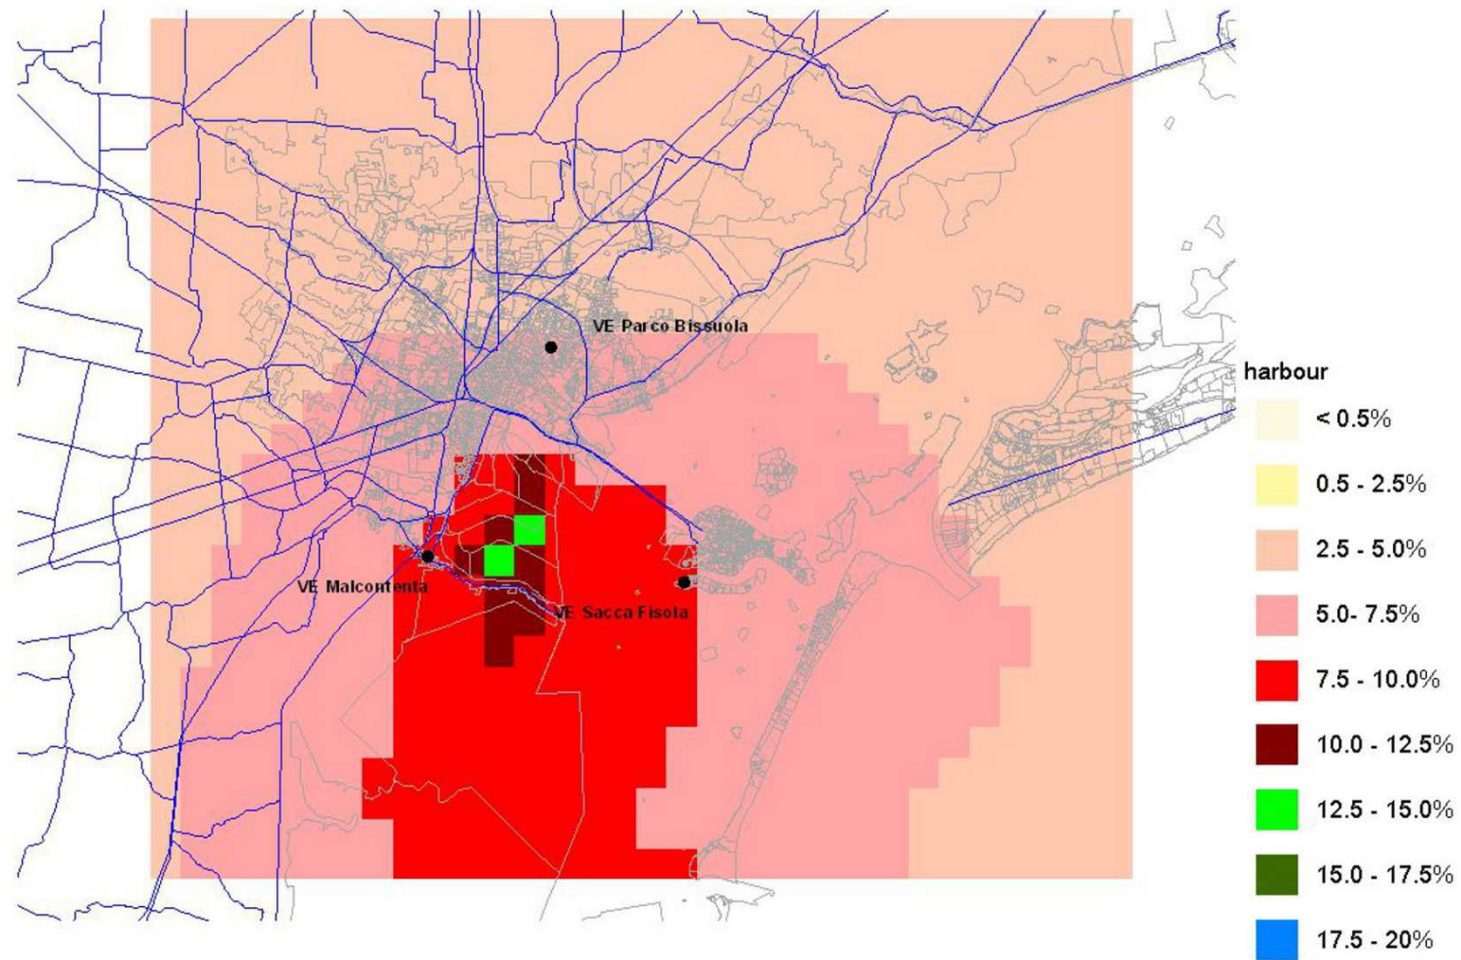 VE Parco Bissuola
VE Malcontenta
VE Sacca Fisola
harbour
< 0.5%
0.5 - 2.5%
2.5 - 5.0%
5.0- 7.5%
7.5 - 10.0%
10.0 - 12.5%
12.5 - 15.0%
15.0 - 17.5%
17.5 - 20%